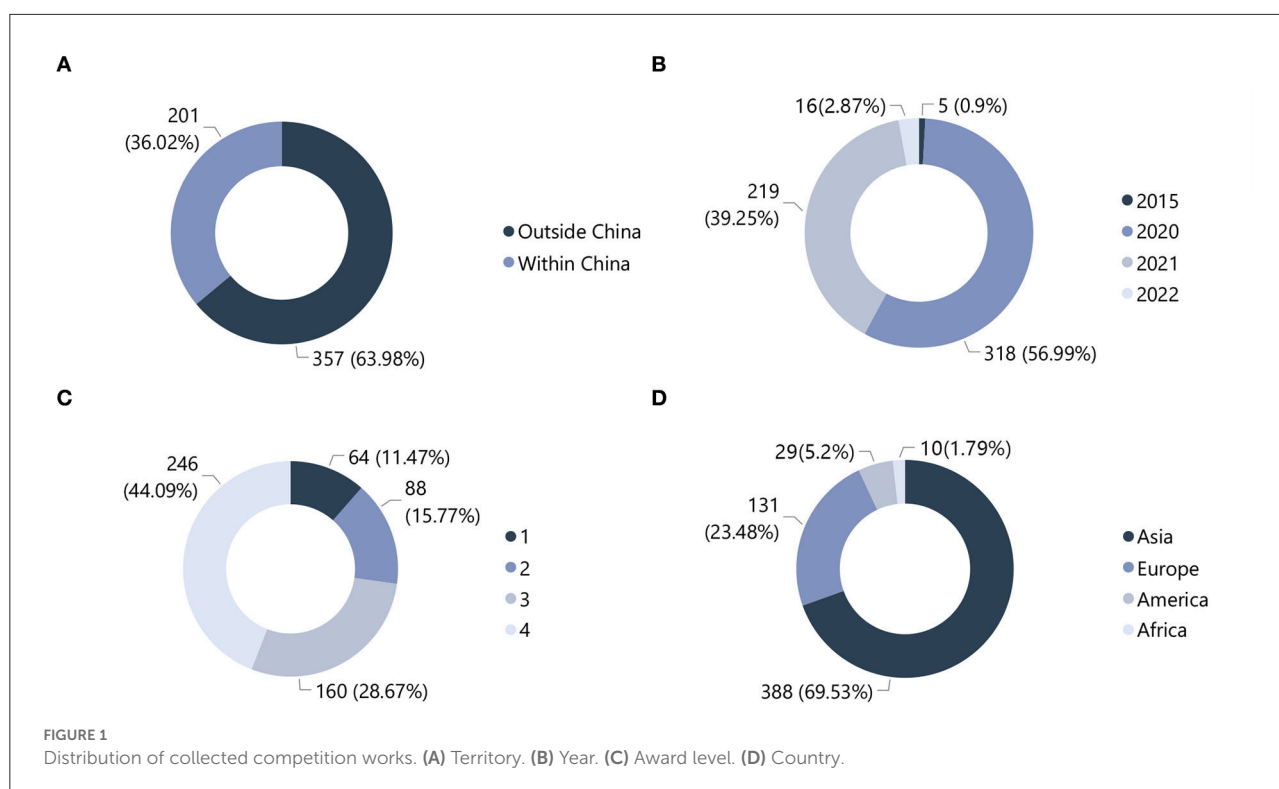 A
201
(36.02%)
357 (63.98%)
Outside China
Within China
B
16(2.87%)
5 (0.9%)
219
(39.25%)
318 (56.99%)
2015
2020
2021
2022
C
246
(44.09%)
64 (11.47%)
88
(15.77%)
160 (28.67%)
1
2
3
4
D
29(5.2%)
10(1.79%)
131
(23.48%)
388 (69.53%)
Asia
Europe
America
Africa
FIGURE 1
Distribution of collected competition works. (A) Territory. (B) Year. (C) Award level. (D) Country.